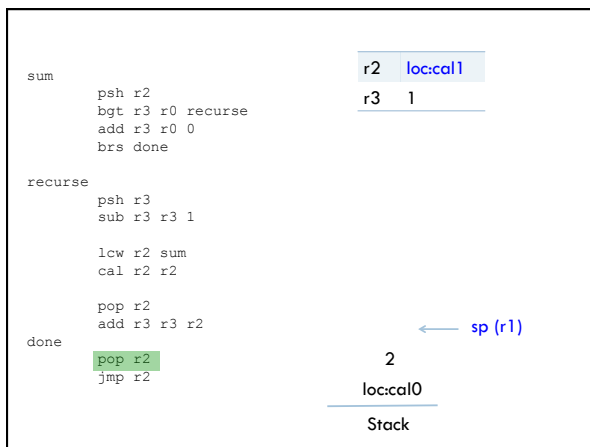 sum
psh r2
bgt r3 r0 recurse
add r3 r0 0
brs done
recurse
psh r3
sub r3 r3 1
lcw r2 sum
cal r2 r2
pop r2
add r3 r3 r2
done
pop r2
jmp r2
r2 loc:cal1
r3 1
sp (r1)
2
loc:cal0
Stack